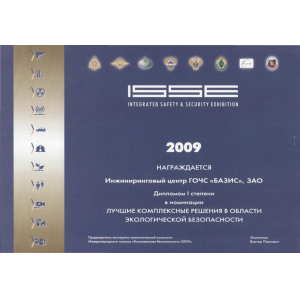 ISSE
INTEGRATED SAFETY & SECURITY EXHIBITION
2009
НАГРАЖДАЕТСЯ
Инжиниринговый центр ГОЧС «БАЗИС», ЗАО
Дипломом I степени
в номинации
ЛУЧШИЕ КОМПЛЕКСНЫЕ РЕШЕНИЯ В ОБЛАСТИ
ЭКОЛОГИЧЕСКОЙ БЕЗОПАСНОСТИ